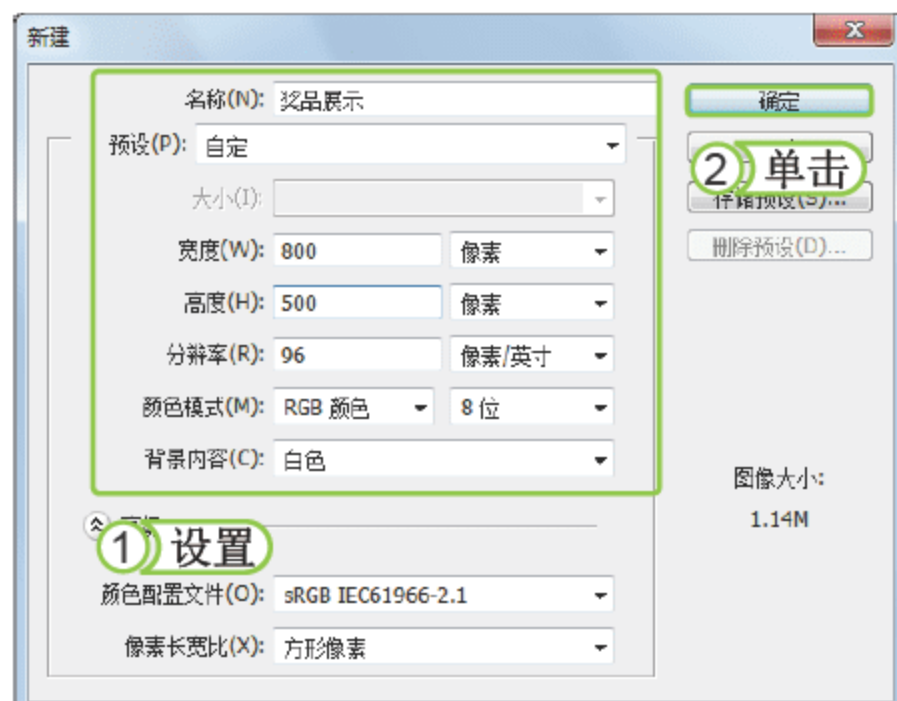 新建
名称(N): 奖品展示
确定
预设(P): 自定
② 单击
大小(I):
存储预设(S)...
宽度(W): 800 像素
删除预设(D)...
高度(H): 500 像素
分辨率(R): 96 像素/英寸
颜色模式(M): RGB 颜色 8 位
背景内容(C): 白色
图像大小:
1.14M
① 设置
颜色配置文件(O): sRGB IEC61966-2.1
像素长宽比(X): 方形像素